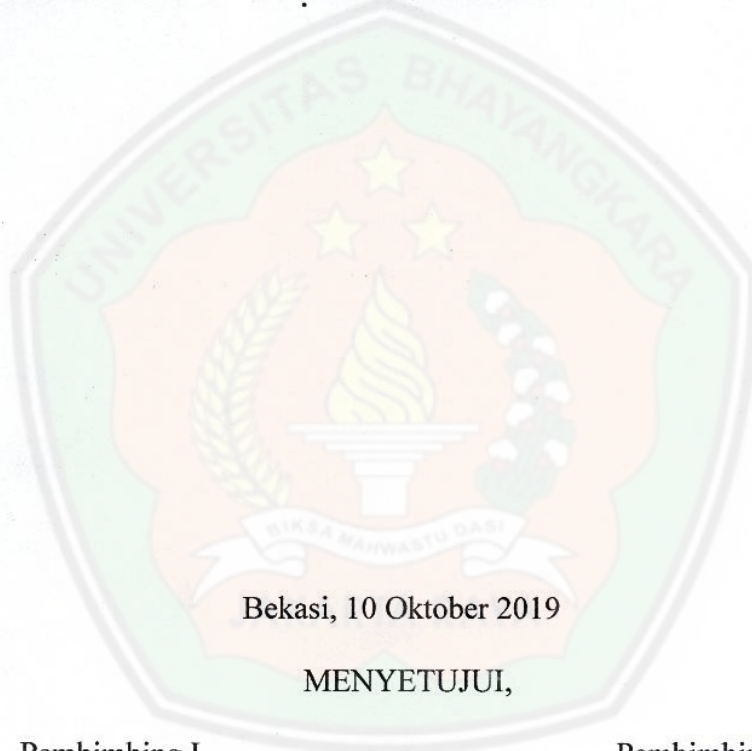 UNIVERSITAS BHAYANGKARA
BIKSA MAHWASTU DASI
Bekasi, 10 Oktober 2019
MENYETUJUI,
Pembimbing I